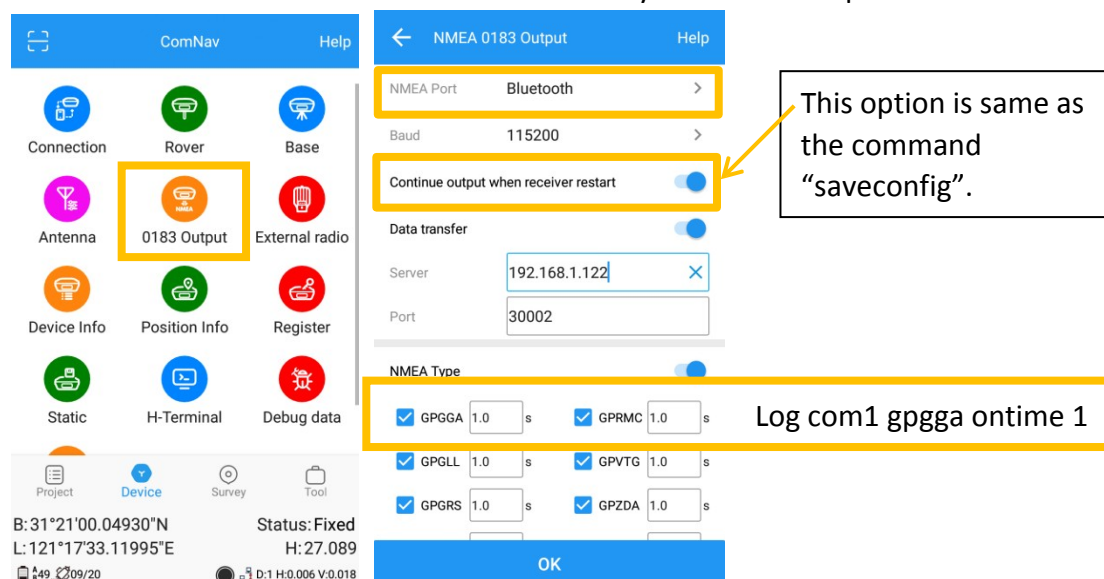 ComNav Help
Connection Rover Base
NMEA
Antenna 0183 Output External radio
Device Info Position Info Register
Static H-Terminal Debug data
Project Device Survey Tool
B:31°21'00.04930"N Status:Fixed
L:121°17'33.11995"E H:27.089
49 09/20 D:1 H:0.006 V:0.018
NMEA 0183 Output Help
NMEA Port Bluetooth
Baud 115200
Continue output when receiver restart
Data transfer
Server 192.168.1.122
Port 30002
NMEA Type
GPGGA 1.0 s GPRMC 1.0 s
GPGLL 1.0 s GPVTG 1.0 s
GPGRS 1.0 s GPZDA 1.0 s
OK
This option is same as
the command
“saveconfig”.
Log com1 gpgga ontime 1